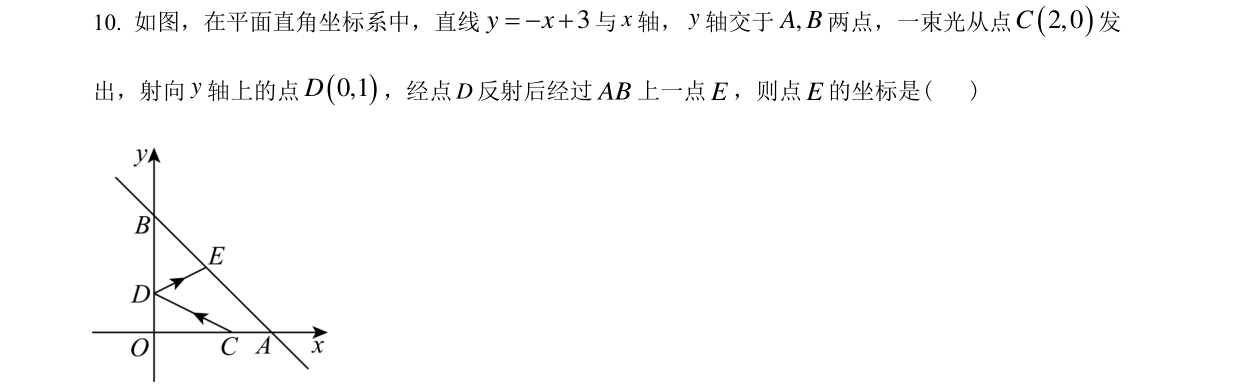 10. 如图，在平面直角坐标系中，直线 y=−x+3 与 x 轴， y 轴交于 A, B 两点，一束光从点 C(2,0) 发
出，射向 y 轴上的点 D(0,1)，经点 D 反射后经过 AB 上一点 E，则点 E 的坐标是(    )
y
B
E
D
O
C
A
x